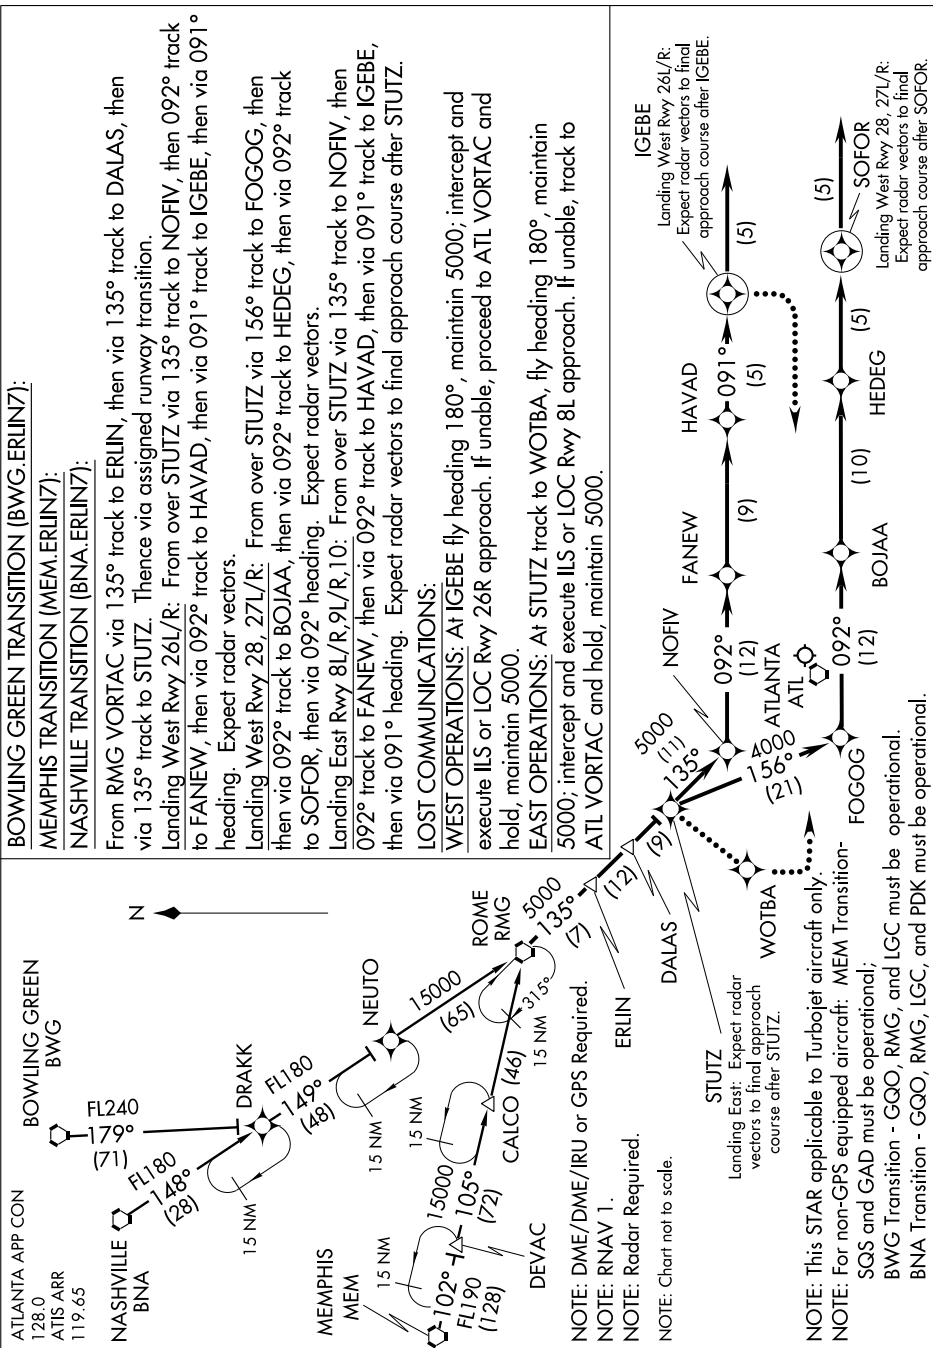 ATLANTA APP CON
128.0
ATIS ARR
119.65
NASHVILLE
BNA
BOWLING GREEN
BWG
FL240
179°
(71)
FL180
148°
(28)
15 NM
DRAKK
FL180
149°
(48)
15 NM
NEUTO
15000
(65)
N
MEMPHIS
MEM
15 NM
102°
FL190
(128)
DEVAC
15000
105°
(72)
15 NM
CALCO
(46)
15 NM
315°
ROME
RMG
5000
135°
(7)
ERLIN
(12)
DALAS
(9)
STUTZ
Landing East: Expect radar
vectors to final approach
course after STUTZ.
WOTBA
5000
(11)
135°
NOFIV
4000
156°
(21)
FOGOG
ATLANTA
ATL
092°
(12)
FANEW
(9)
HAVAD
091°
(5)
IGEBE
Landing West Rwy 26L/R:
Expect radar vectors to final
approach course after IGEBE.
(5)
092°
(12)
BOJAA
(10)
HEDEG
(5)
SOFOR
Landing West Rwy 28, 27L/R:
Expect radar vectors to final
approach course after SOFOR.
(5)
NOTE: DME/DME/IRU or GPS Required.
NOTE: RNAV 1.
NOTE: Radar Required.
NOTE: Chart not to scale.
NOTE: This STAR applicable to Turbojet aircraft only.
NOTE: For non-GPS equipped aircraft: MEM Transition-
SQS and GAD must be operational;
BWG Transition - GQO, RMG, and LGC must be operational.
BNA Transition - GQO, RMG, LGC, and PDK must be operational.
BOWLING GREEN TRANSITION (BWG.ERLIN7):
MEMPHIS TRANSITION (MEM.ERLIN7):
NASHVILLE TRANSITION (BNA.ERLIN7):
From RMG VORTAC via 135° track to ERLIN, then via 135° track to DALAS, then
via 135° track to STUTZ. Thence via assigned runway transition.
Landing West Rwy 26L/R: From over STUTZ via 135° track to NOFIV, then 092° track
to FANEW, then via 092° track to HAVAD, then via 091° track to IGEBE, then via 091°
heading. Expect radar vectors.
Landing West Rwy 28, 27L/R: From over STUTZ via 156° track to FOGOG, then
then via 092° track to BOJAA, then via 092° track to HEDEG, then via 092° track
to SOFOR, then via 092° heading. Expect radar vectors.
Landing East Rwy 8L/R,9L/R,10: From over STUTZ via 135° track to NOFIV, then
092° track to FANEW, then via 092° track to HAVAD, then via 091° track to IGEBE,
then via 091° heading. Expect radar vectors to final approach course after STUTZ.
LOST COMMUNICATIONS:
WEST OPERATIONS: At IGEBE fly heading 180°, maintain 5000; intercept and
execute ILS or LOC Rwy 26R approach. If unable, proceed to ATL VORTAC and
hold, maintain 5000.
EAST OPERATIONS: At STUTZ track to WOTBA, fly heading 180°, maintain
5000; intercept and execute ILS or LOC Rwy 8L approach. If unable, track to
ATL VORTAC and hold, maintain 5000.